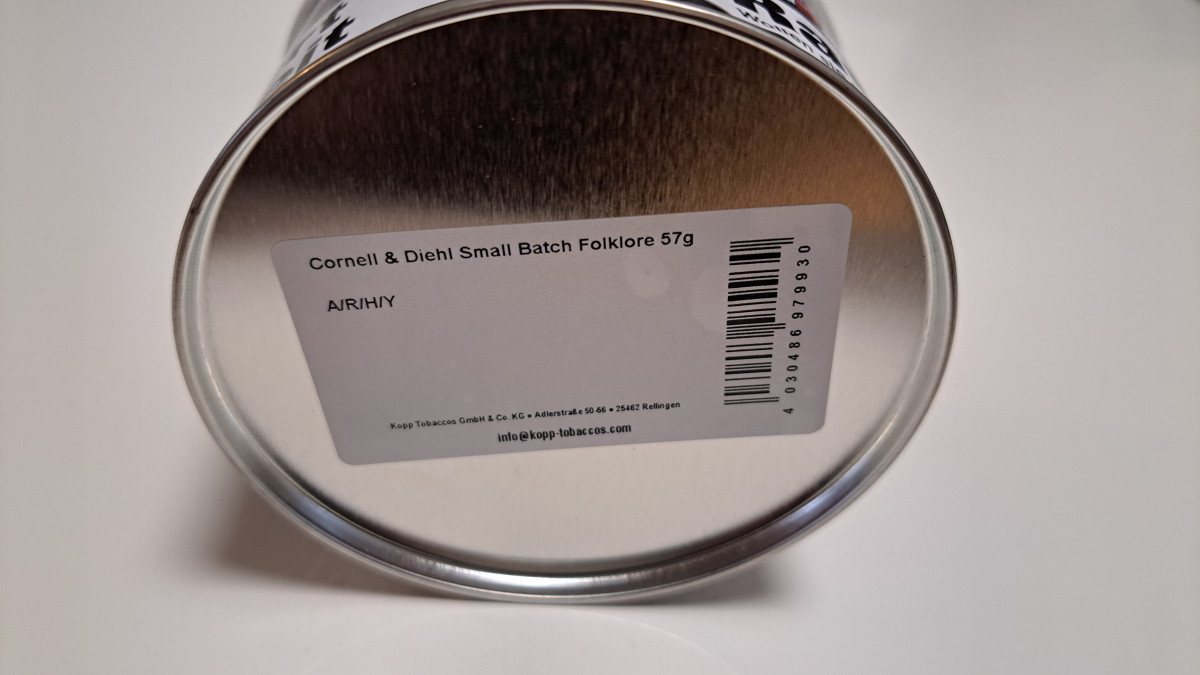 Cornell & Diehl Small Batch Folklore 57g
A/R/H/Y
Kopp Tobaccos GmbH & Co. KG • Adlerstraße 50-66 • 25462 Rellingen
info@kopp-tobaccos.com
4 030486 979930